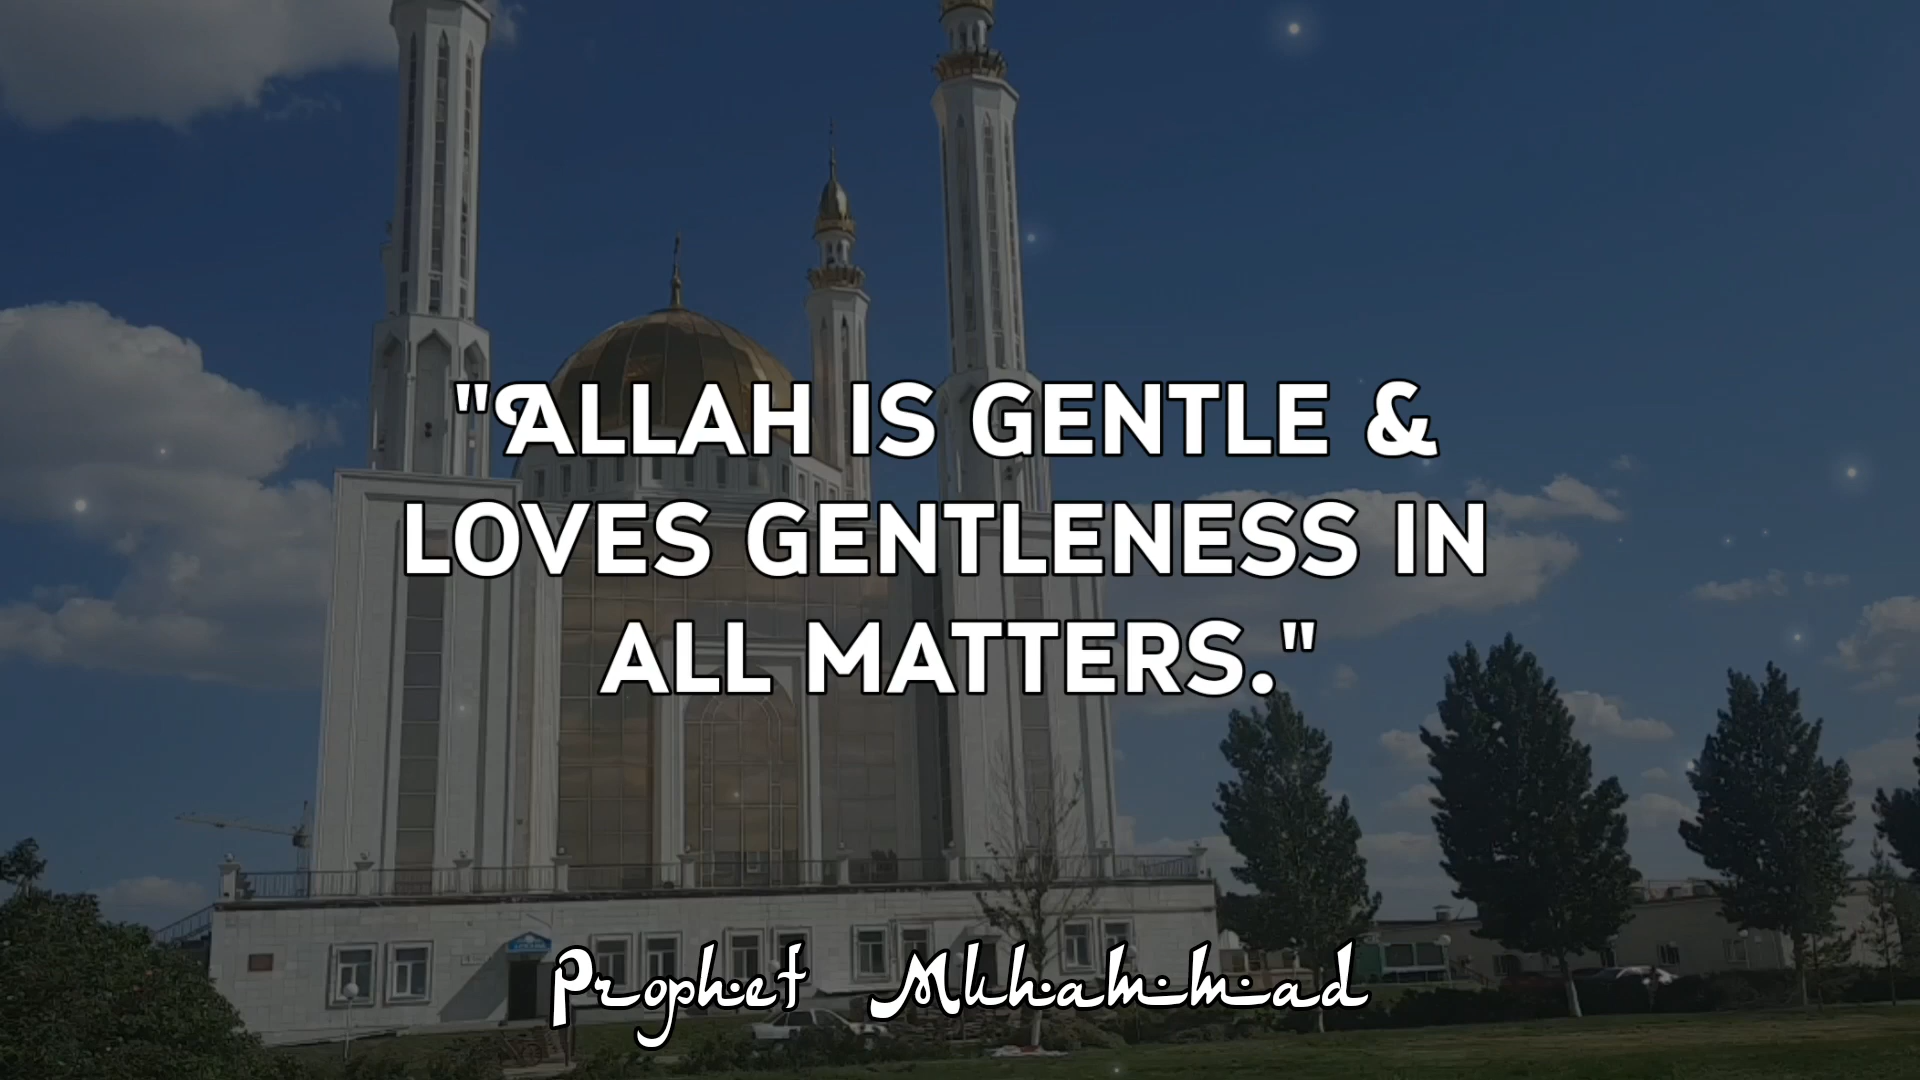 "ALLAH IS GENTLE &
LOVES GENTLENESS IN
ALL MATTERS."
Prophet Muhammad